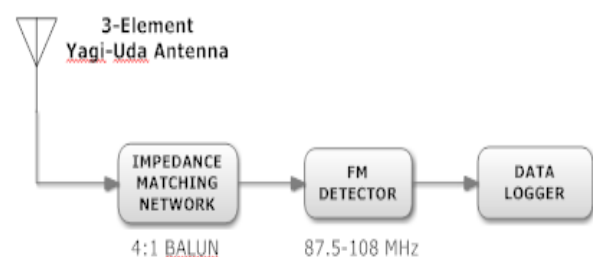 3-Element
Yagi-Uda Antenna
IMPEDANCE
MATCHING
NETWORK
FM
DETECTOR
DATA
LOGGER
4:1 BALUN
87.5-108 MHz